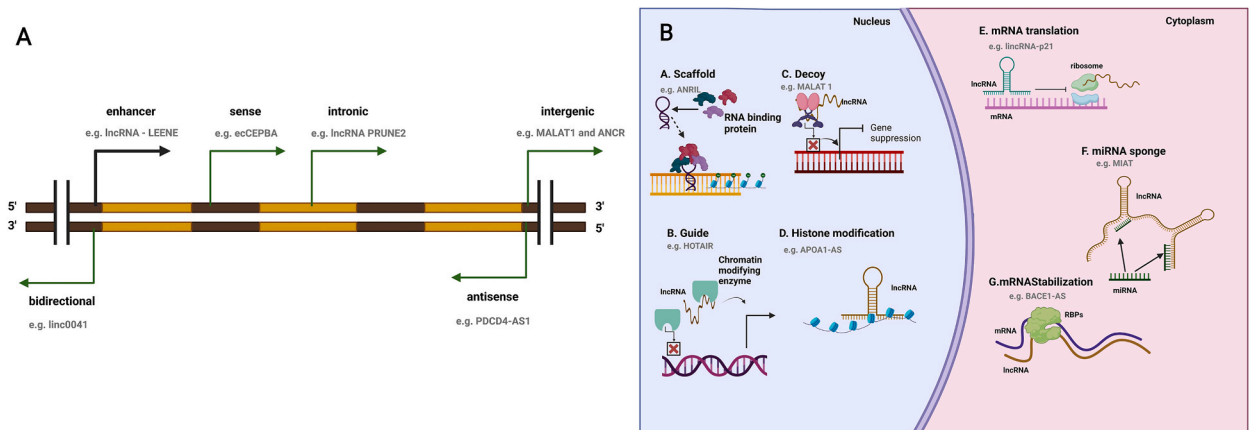 A
enhancer
e.g. lncRNA - LEENE
sense
e.g. ecCEPBA
intronic
e.g. lncRNA PRUNE2
intergenic
e.g. MALAT1 and ANCR
5'
3'
3'
5'
bidirectional
e.g. linc0041
antisense
e.g. PDCD4-AS1
B
Nucleus
Cytoplasm
A. Scaffold
e.g. ANRIL
RNA binding
protein
C. Decoy
e.g. MALAT 1
lncRNA
Gene
suppression
B. Guide
e.g. HOTAIR
Chromatin
modifying
enzyme
lncRNA
D. Histone modification
e.g. APOA1-AS
lncRNA
E. mRNA translation
e.g. lincRNA-p21
lncRNA
ribosome
mRNA
F. miRNA sponge
e.g. MIAT
lncRNA
miRNA
G.mRNAStabilization
e.g. BACE1-AS
RBPs
mRNA
lncRNA